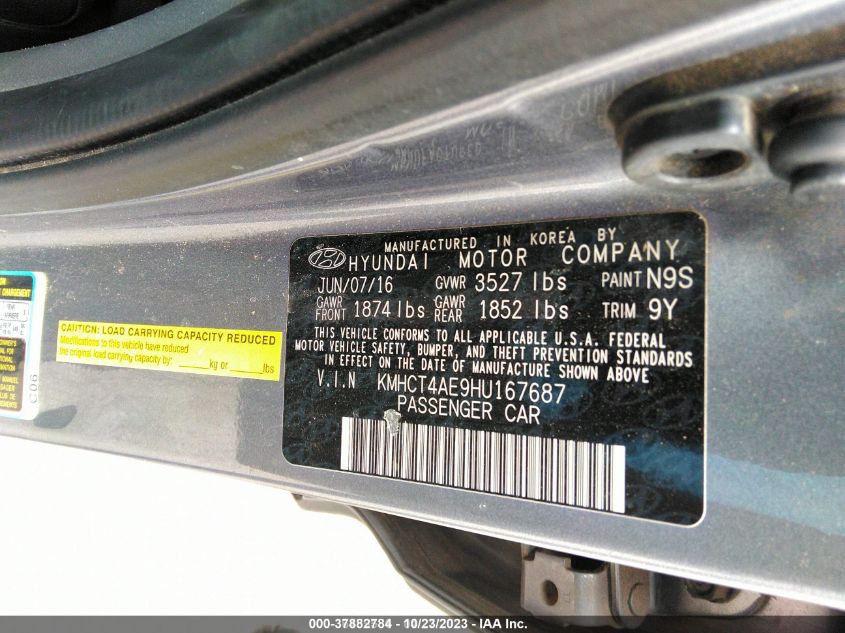 MANUFACTURED IN KOREA BY
HYUNDAI MOTOR COMPANY
JUN/07/16 GVWR 3527 lbs PAINT N9S
GAWR FRONT 1874 lbs GAWR REAR 1852 lbs TRIM 9Y
THIS VEHICLE CONFORMS TO ALL APPLICABLE U.S.A. FEDERAL
MOTOR VEHICLE SAFETY, BUMPER, AND THEFT PREVENTION STANDARDS
IN EFFECT ON THE DATE OF MANUFACTURE SHOWN ABOVE
V.I.N KMHCT4AE9HU167687
PASSENGER CAR
CAUTION: LOAD CARRYING CAPACITY REDUCED
Modifications to this vehicle have reduced
the original load carrying capacity by:______kg or______lbs
MANUAL
C06
000-37882784 - 10/23/2023 - IAA Inc.